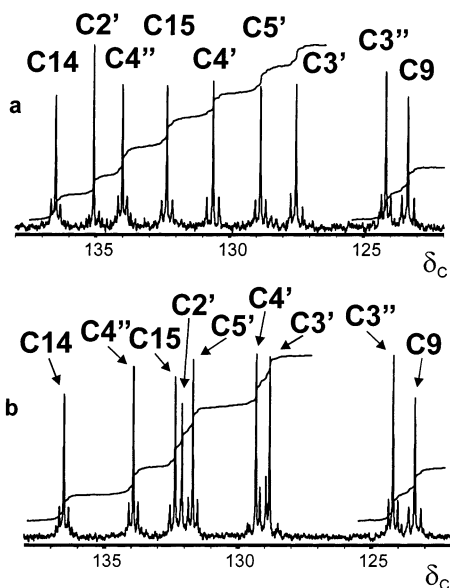 C2’ C15 C5’
C3’’
C14 C4’’ C4’ C3’ C9
a
135 130 125
δC
C2’ C4’
C4’’ C15 C5’ C3’ C3’’
C14 C9
b
135 130 125
δC